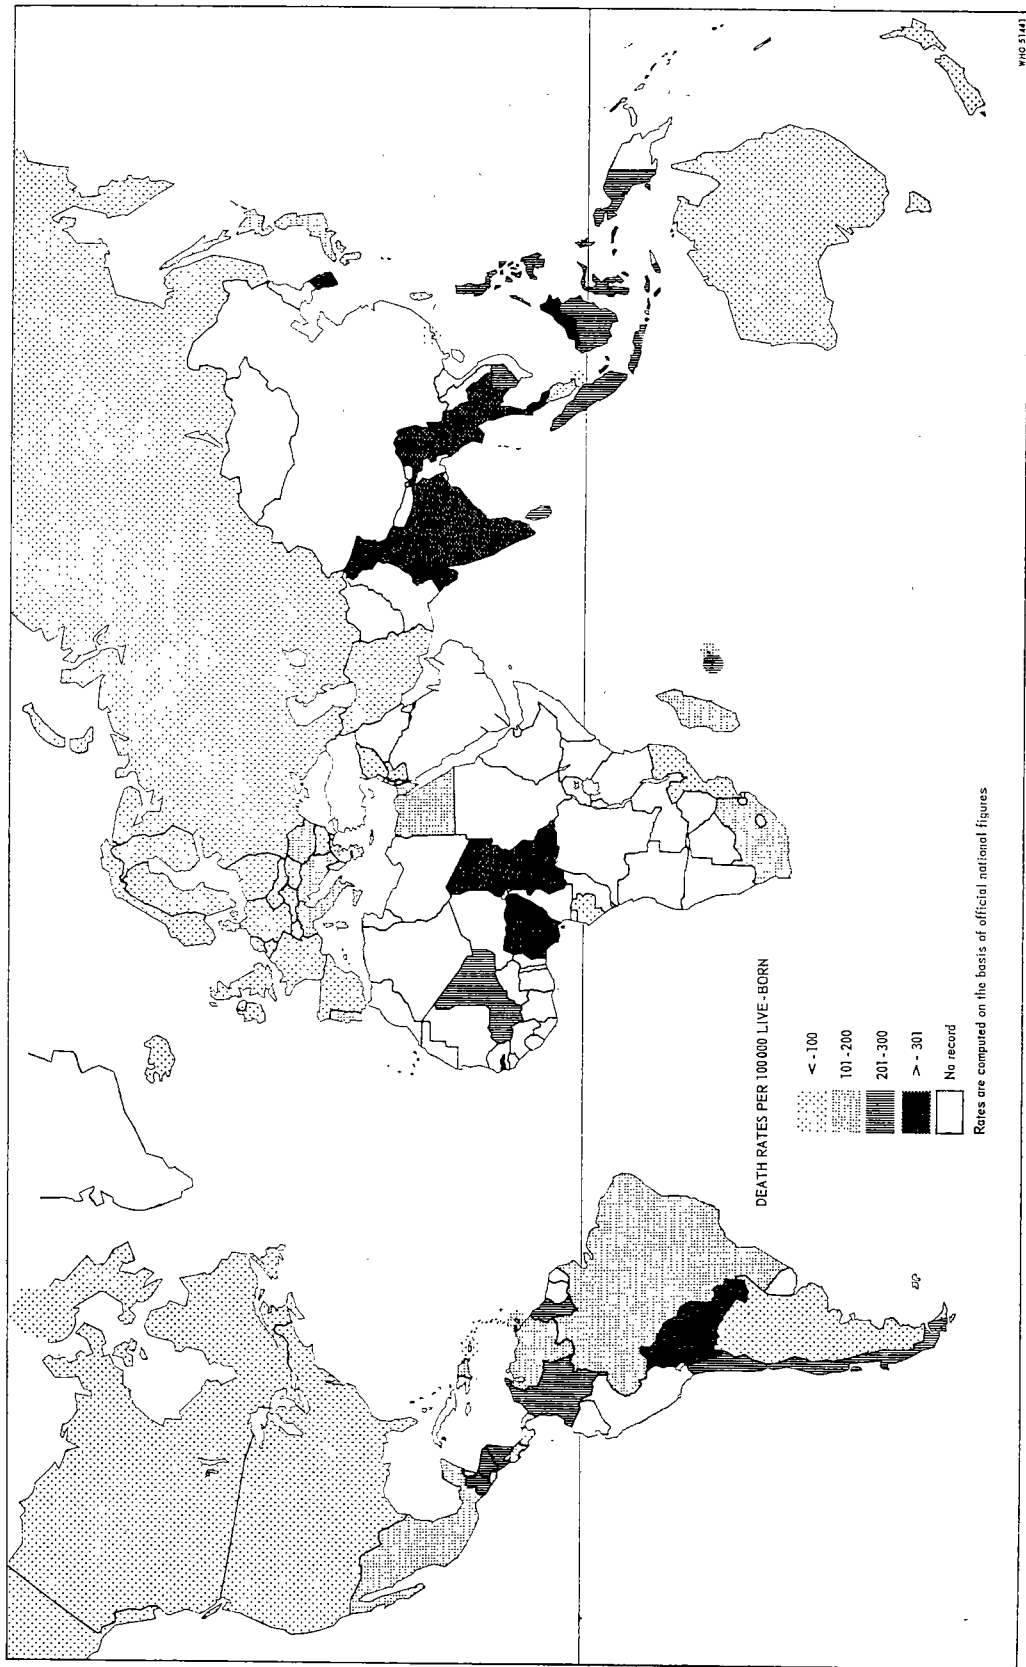 DEATH RATES PER 100 000 LIVE-BORN
< - 100
101 - 200
201 - 300
> - 301
No record
Rates are computed on the basis of official national figures
WHO 51441